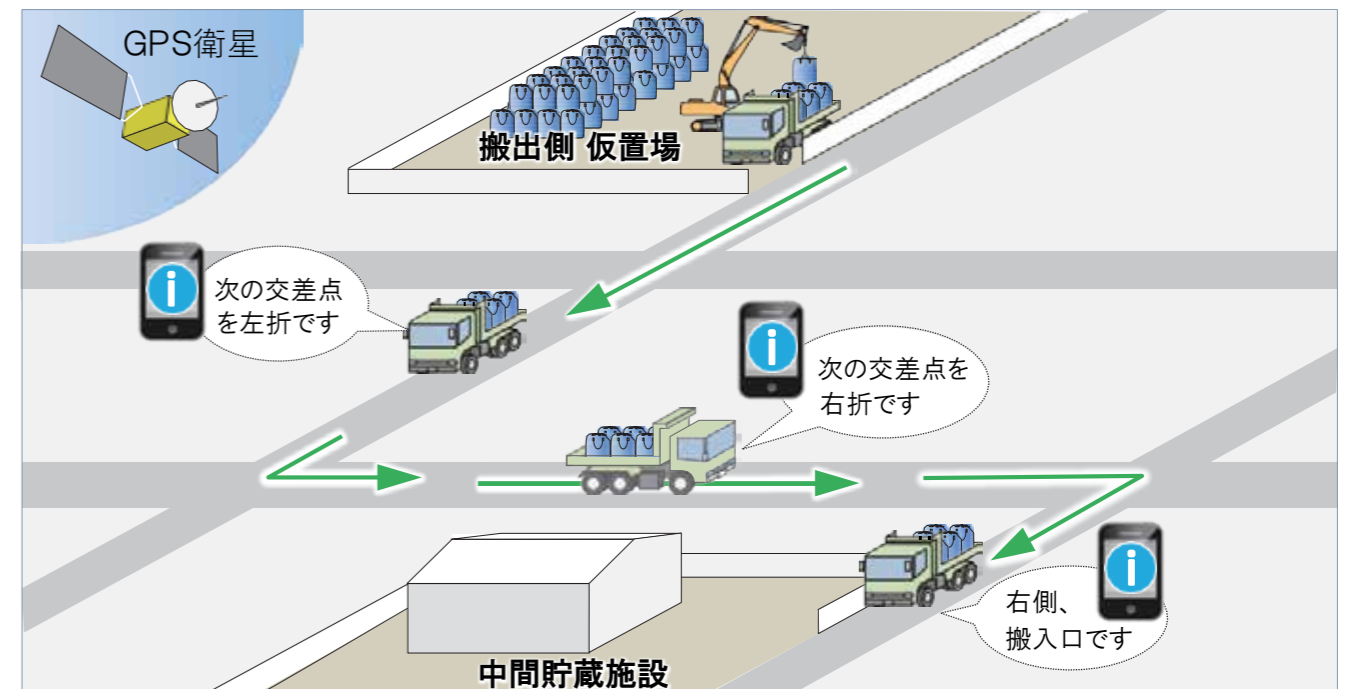 GPS衛星
搬出側 仮置場
次の交差点
を左折です
次の交差点を
右折です
右側、
搬入口です
中間貯蔵施設